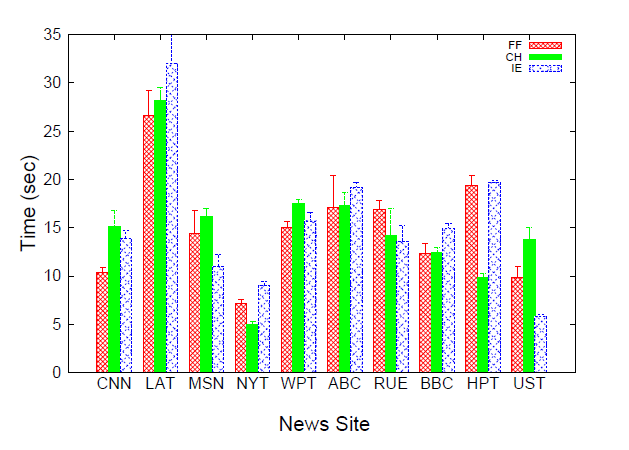 35
30
25
20
15
10
5
0
Time (sec)
FF
CH
IE
CNN LAT MSN NYT WPT ABC RUE BBC HPT UST
News Site